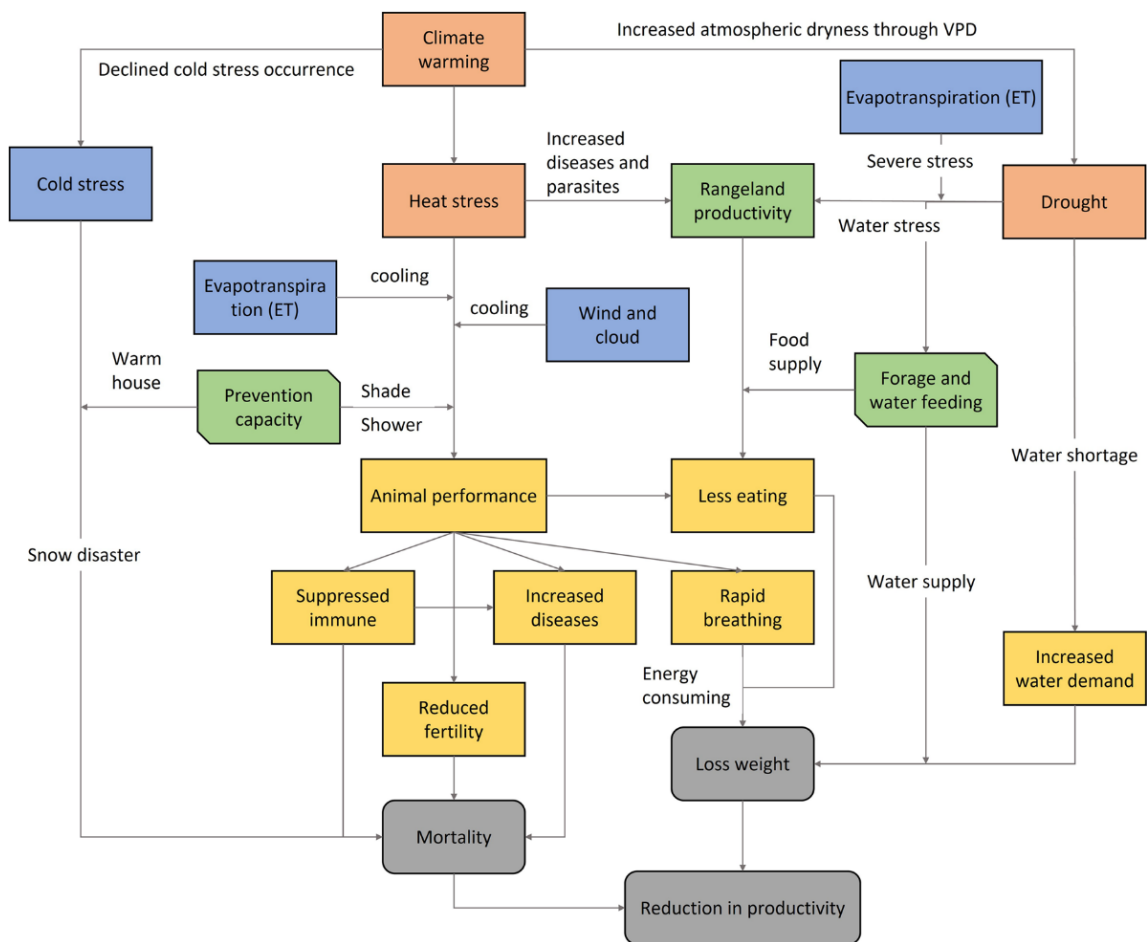 Climate
warming
Increased atmospheric dryness through VPD
Declined cold stress occurrence
Evapotranspiration (ET)
Cold stress
Heat stress
Increased
diseases and
parasites
Rangeland
productivity
Severe stress
Drought
Water stress
Evapotranspira
tion (ET)
cooling
cooling
Wind and
cloud
Warm
house
Prevention
capacity
Shade
Shower
Food
supply
Forage and
water feeding
Water shortage
Animal performance
Less eating
Snow disaster
Suppressed
immune
Increased
diseases
Rapid
breathing
Water supply
Energy
consuming
Increased
water demand
Reduced
fertility
Loss weight
Mortality
Reduction in productivity